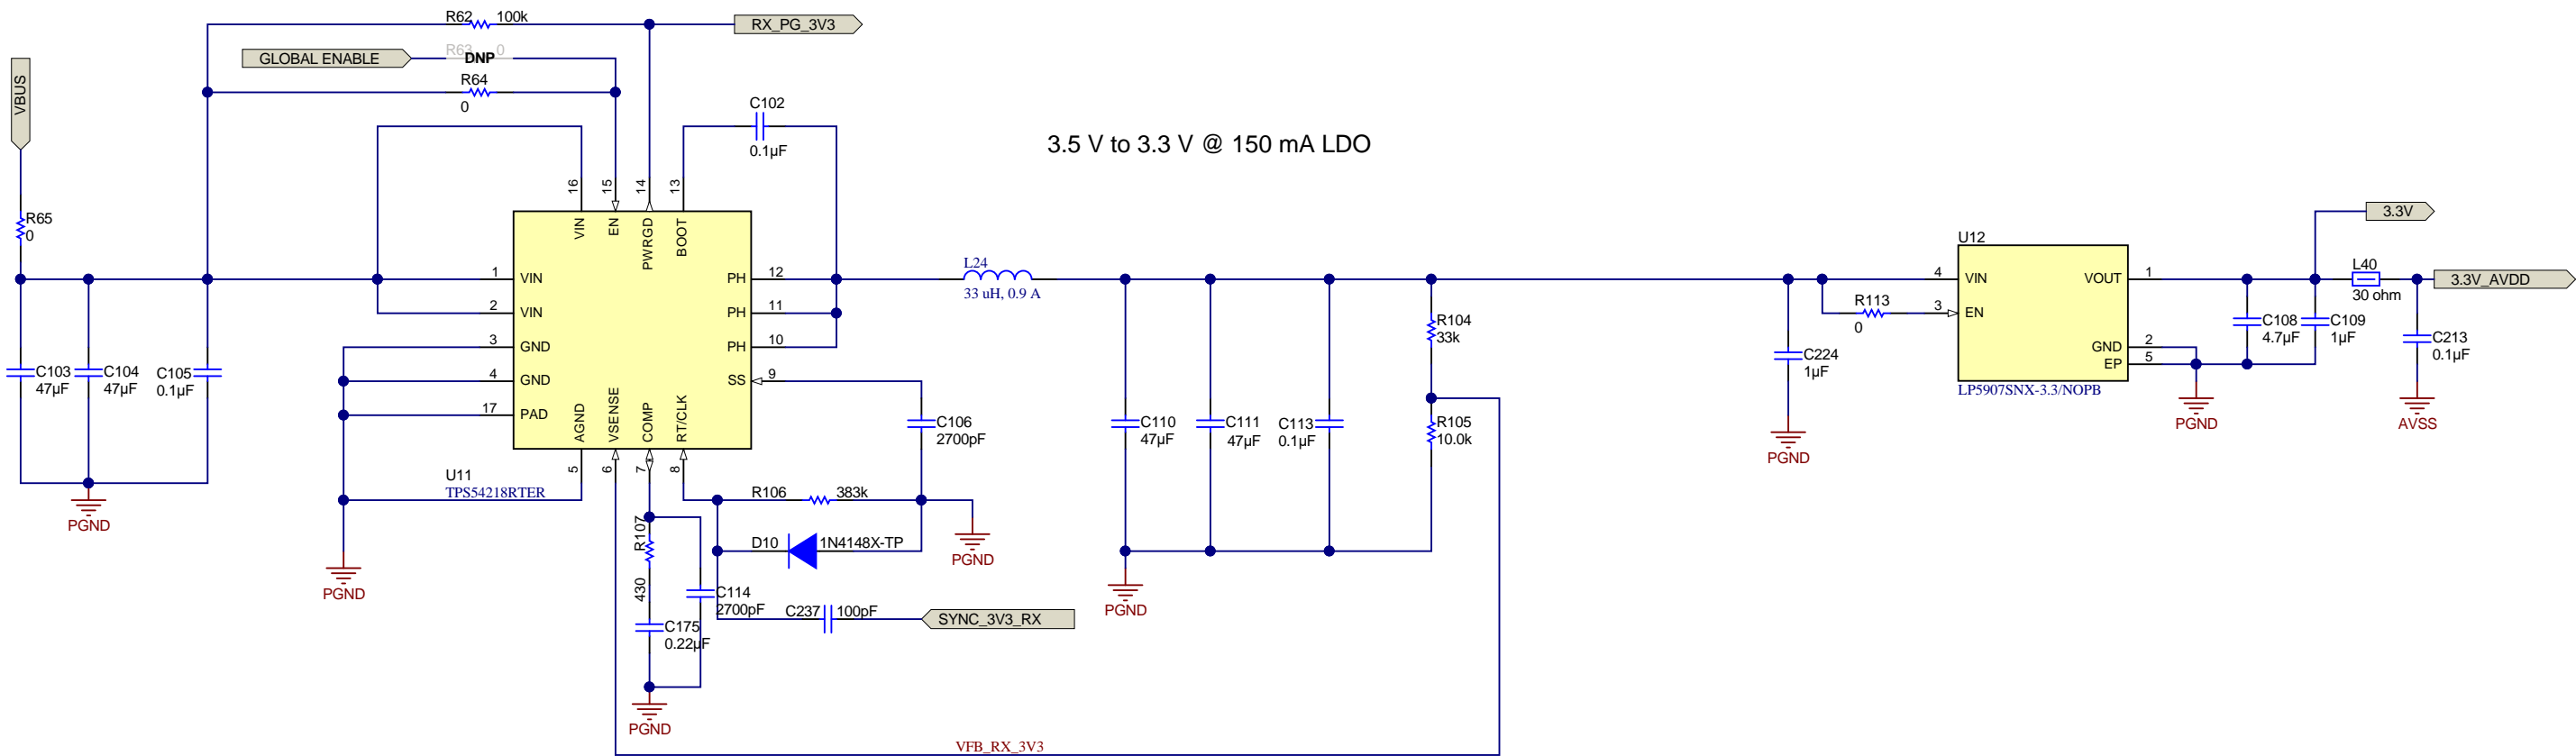 R62 100k
RX_PG_3V3
GLOBAL ENABLE
R63 0
DNP
R64
0
VBUS
C102
0.1µF
3.5 V to 3.3 V @ 150 mA LDO
R65
0
16
15
14
13
VIN
EN
PWRGD
BOOT
1 VIN
2 VIN
3 GND
4 GND
17 PAD
PH 12
PH 11
PH 10
SS 9
AGND
VSENSE
COMP
RT/CLK
5
6
7
8
U11
TPS54218RTER
L24
33 uH, 0.9 A
C103
47µF
C104
47µF
C105
0.1µF
PGND
PGND
C106
2700pF
R106 383k
PGND
D10 1N4148X-TP
R107
430
C114
2700pF
C175
0.22µF
PGND
C237 100pF
SYNC_3V3_RX
VFB_RX_3V3
C110
47µF
C111
47µF
C113
0.1µF
PGND
R104
33k
R105
10.0k
C224
1µF
PGND
R113
0
U12
4 VIN
3 EN
VOUT 1
GND 2
EP 5
LP5907SNX-3.3/NOPB
PGND
C108
4.7µF
C109
1µF
3.3V
L40
30 ohm
3.3V_AVDD
C213
0.1µF
AVSS